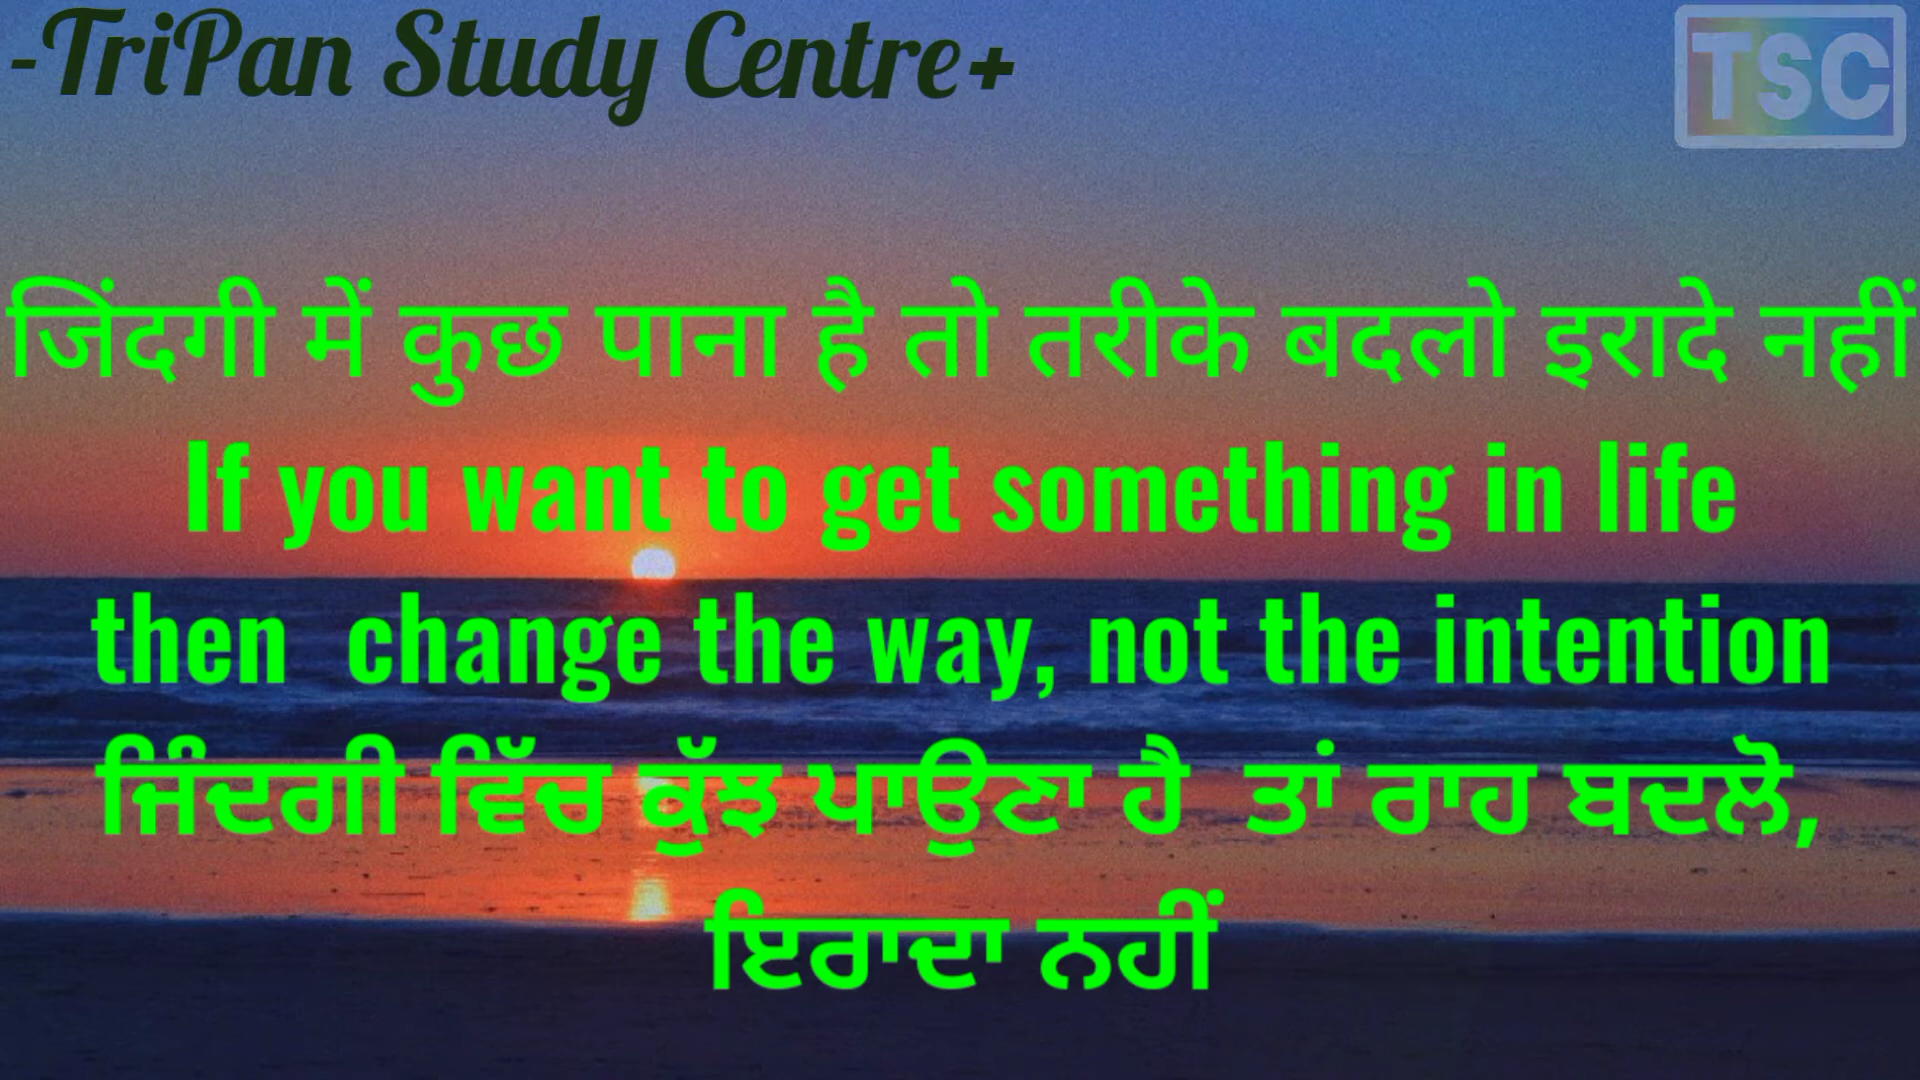 -TriPan Study Centre+
TSC
जिंदगी में कुछ पाना है तो तरीके बदलो इरादे नहीं
If you want to get something in life
then  change the way, not the intention
ਜਿੰਦਗੀ ਵਿੱਚ ਕੁੱਝ ਪਾਉਣਾ ਹੈ  ਤਾਂ ਰਾਹ ਬਦਲੋ,
ਇਰਾਦਾ ਨਹੀਂ